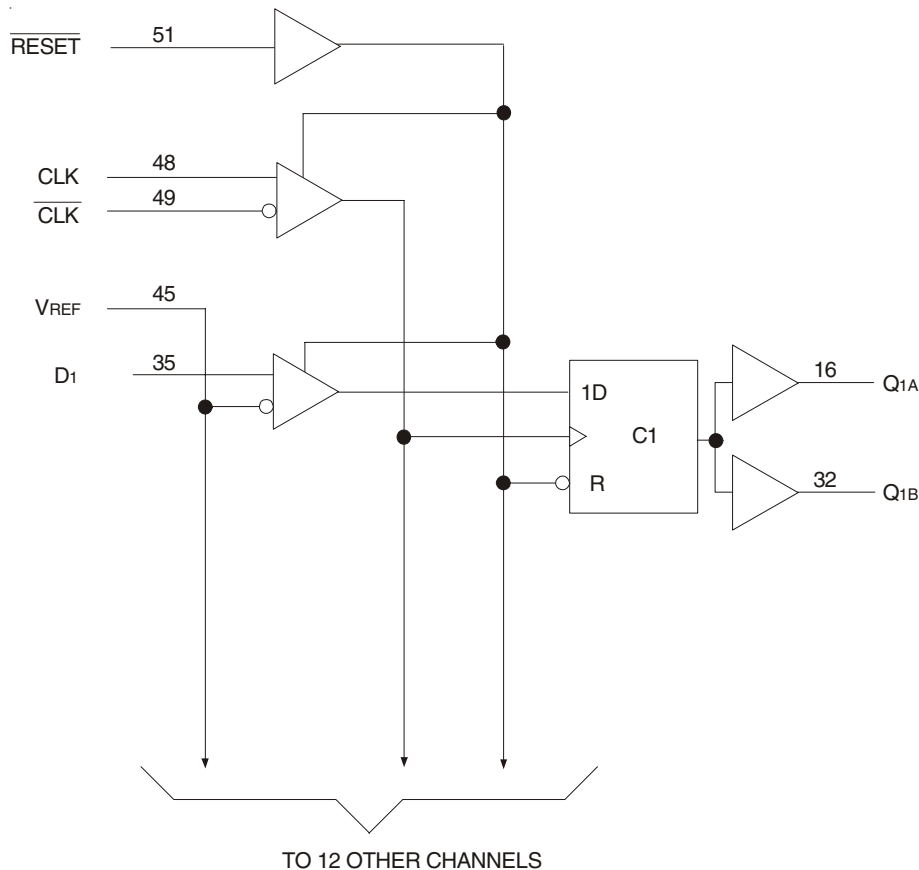 RESET
51
CLK
48
CLK
49
VREF
45
D1
35
1D
C1
R
16
Q1A
32
Q1B
TO 12 OTHER CHANNELS